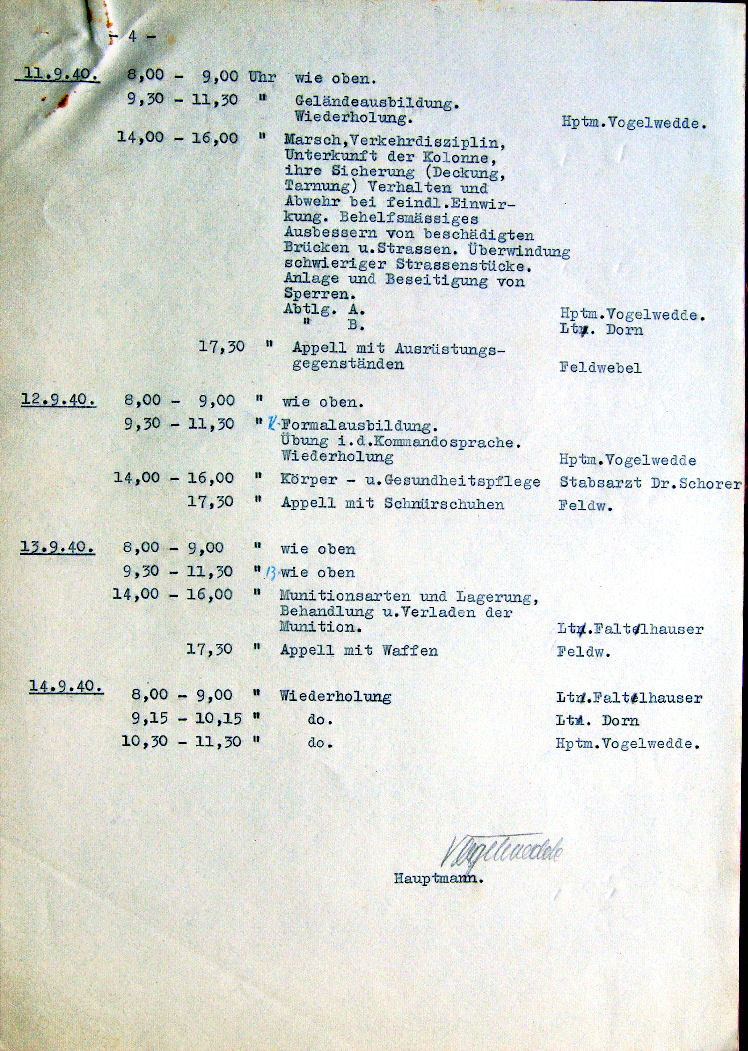 - 4 -
11.9.40. 8,00 - 9,00 Uhr wie oben.
9,30 - 11,30 " Geländeausbildung.
Wiederholung. Hptm.Vogelwedde.
14,00 - 16,00 " Marsch,Verkehrdisziplin,
Unterkunft der Kolonne,
ihre Sicherung (Deckung,
Tarnung) Verhalten und
Abwehr bei feindl.Einwir-
kung. Behelfsmässiges
Ausbessern von beschädigten
Brücken u.Strassen. Überwindung
schwieriger Strassenstücke.
Anlage und Beseitigung von
Sperren.
Abtlg. A. Hptm.Vogelwedde.
" B. Lt. Dorn
17,30 " Appell mit Ausrüstungs-
gegenständen Feldwebel
12.9.40. 8,00 - 9,00 " wie oben.
9,30 - 11,30 " Formalausbildung.
Übung i.d.Kommandosprache.
Wiederholung Hptm.Vogelwedde
14,00 - 16,00 " Körper - u.Gesundheitspflege Stabsarzt Dr.Schorer
17,30 " Appell mit Schnürschuhen Feldw.
13.9.40. 8,00 - 9,00 " wie oben
9,30 - 11,30 " wie oben
14,00 - 16,00 " Munitionsarten und Lagerung,
Behandlung u.Verladen der
Munition. Lt.Faltlhauser
17,30 " Appell mit Waffen Feldw.
14.9.40. 8,00 - 9,00 " Wiederholung Lt.Faltlhauser
9,15 - 10,15 " do. Lt. Dorn
10,30 - 11,30 " do. Hptm.Vogelwedde.
Vogelwedde
Hauptmann.